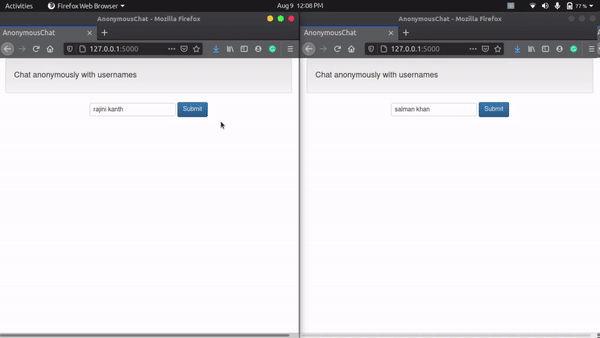 Activities Firefox Web Browser Aug 9 12:08 PM 77 %
AnonymousChat - Mozilla Firefox
AnonymousChat
127.0.0.1:5000
Chat anonymously with usernames
rajini kanth Submit
AnonymousChat - Mozilla Firefox
AnonymousChat
127.0.0.1:5000
Chat anonymously with usernames
salman khan Submit